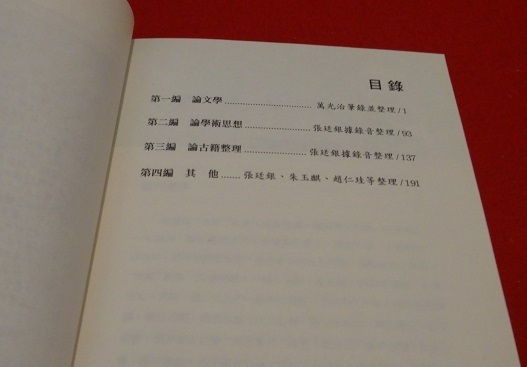 目錄
第一編 論文學……………………萬光治筆錄並整理/1
第二編 論學術思想………………張廷銀據錄音整理/93
第三編 論古籍整理………………張廷銀據錄音整理/137
第四編 其 他……張廷銀、朱玉麒、趙仁珪等整理/191